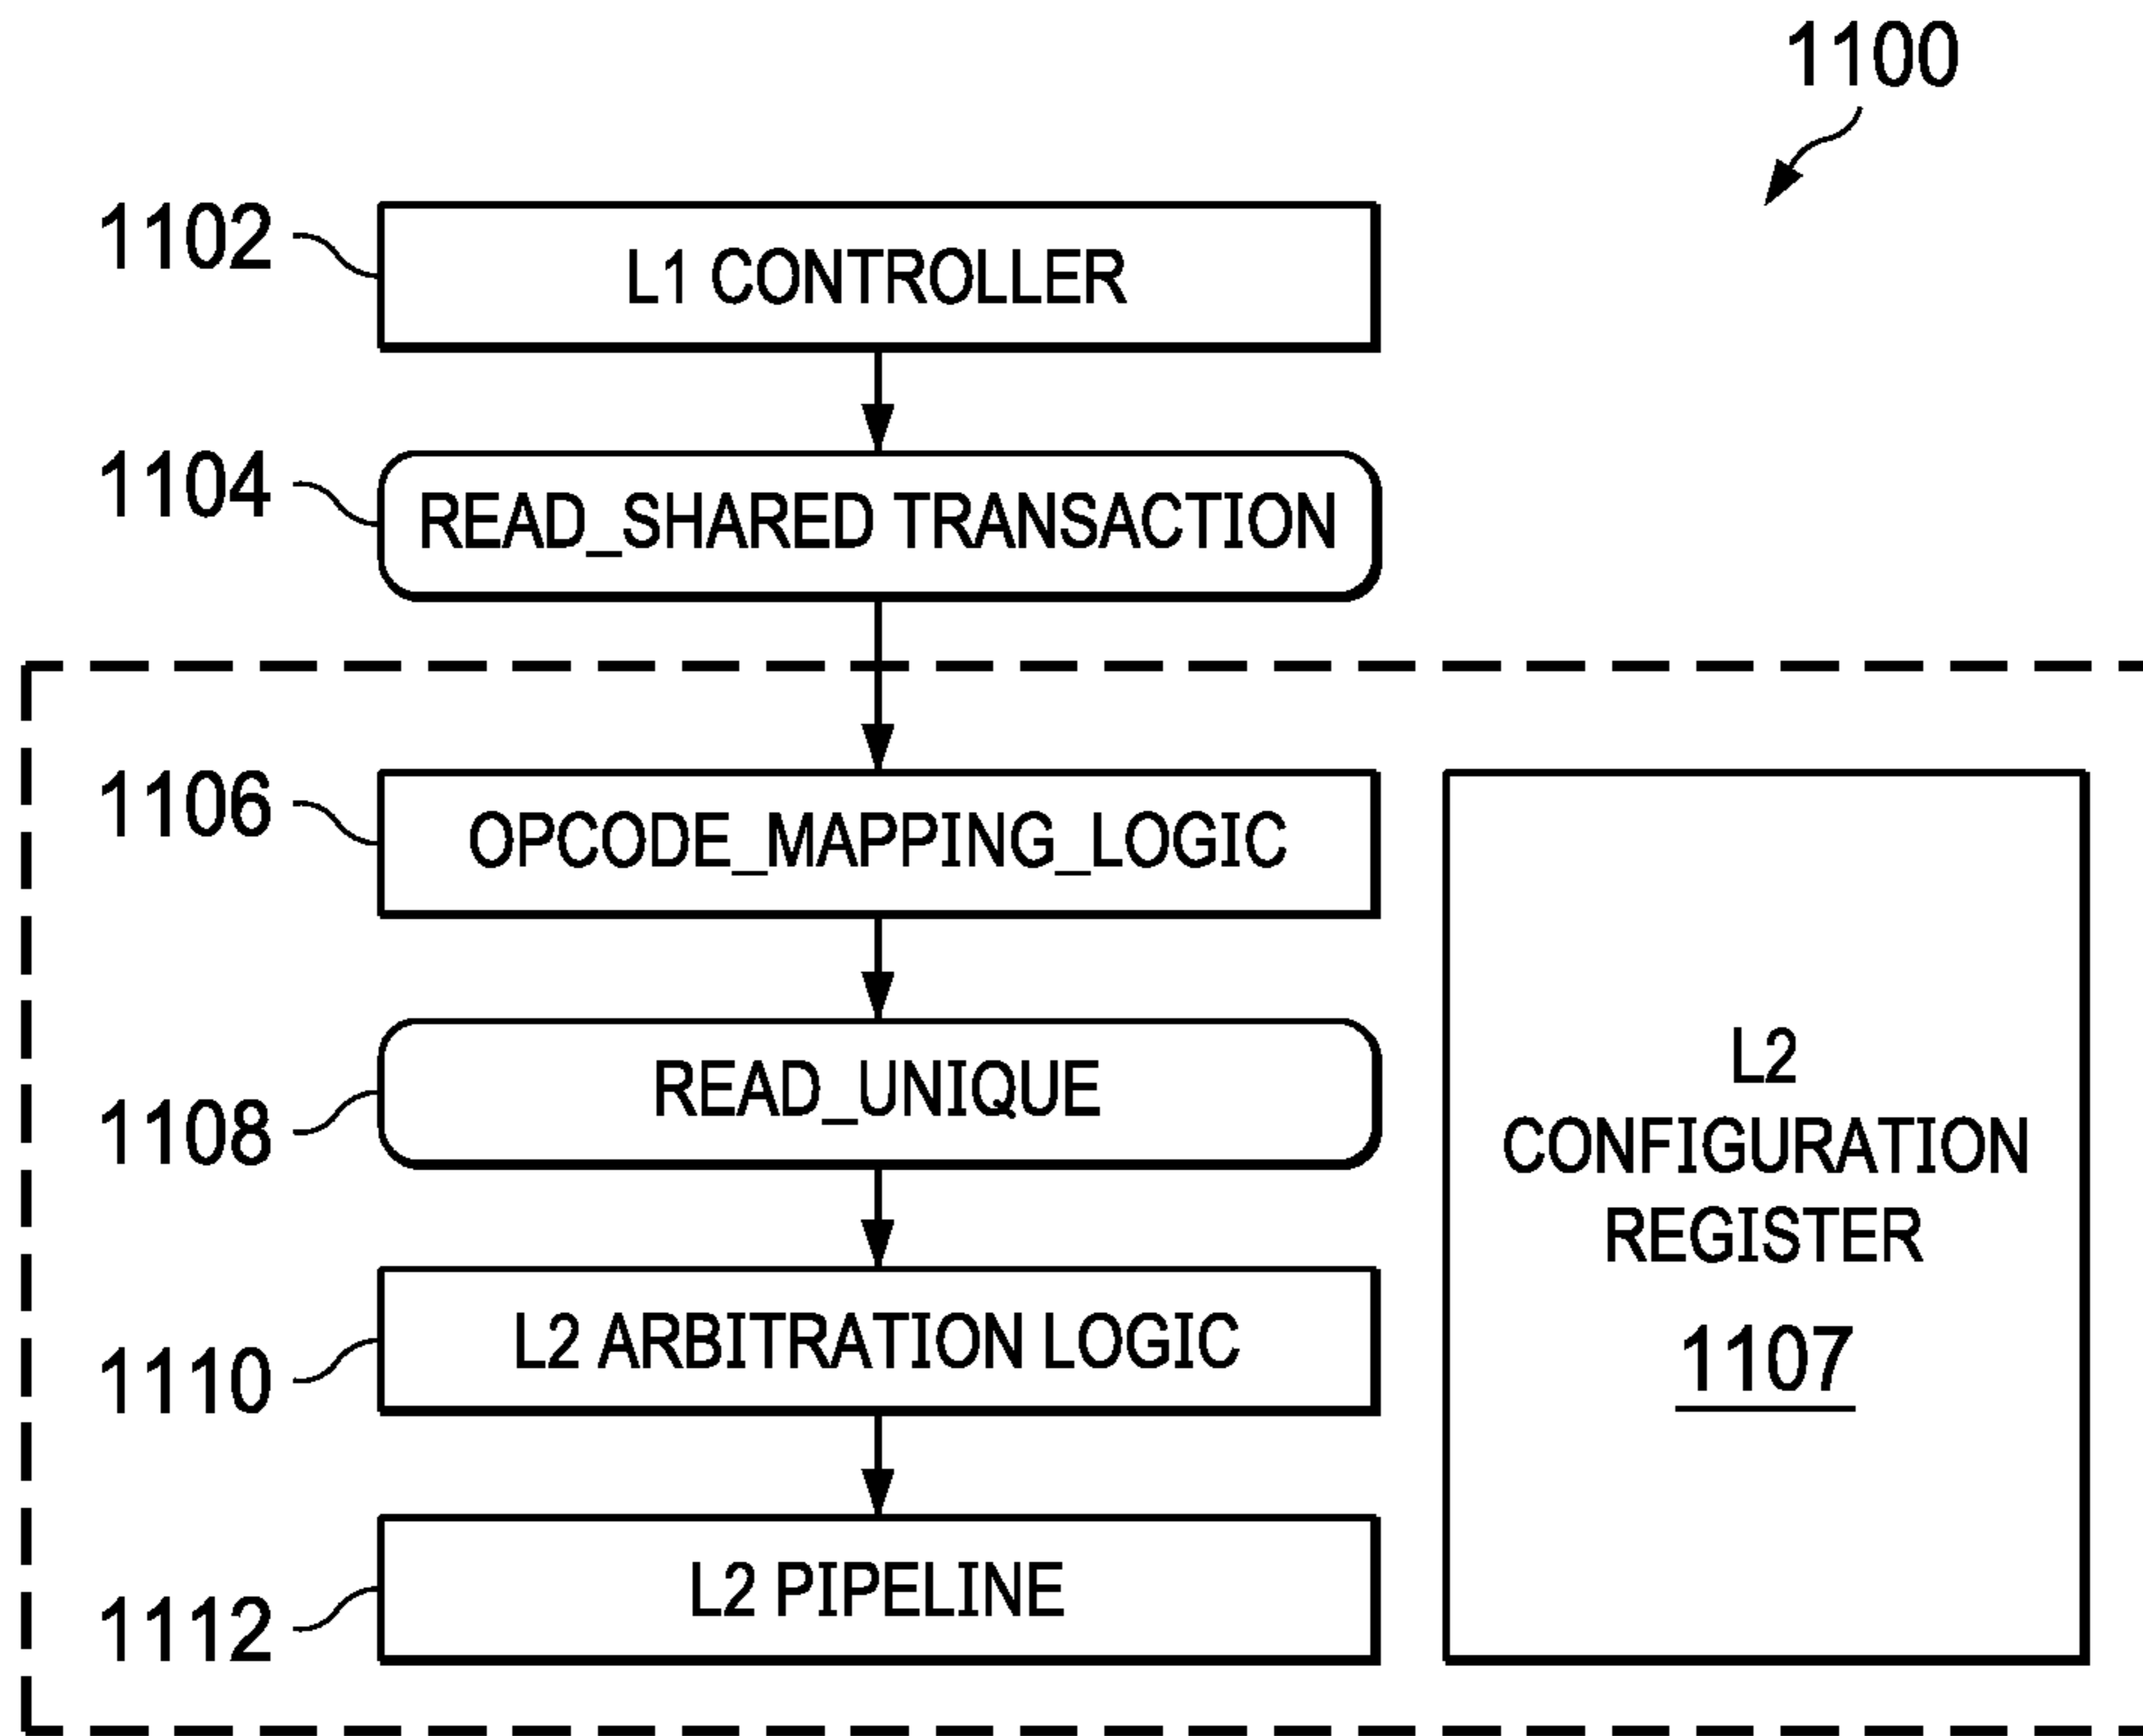 1100
1102
L1 CONTROLLER
1104
READ_SHARED TRANSACTION
1106
OPCODE_MAPPING_LOGIC
1108
READ_UNIQUE
1110
L2 ARBITRATION LOGIC
1112
L2 PIPELINE
L2
CONFIGURATION
REGISTER
1107